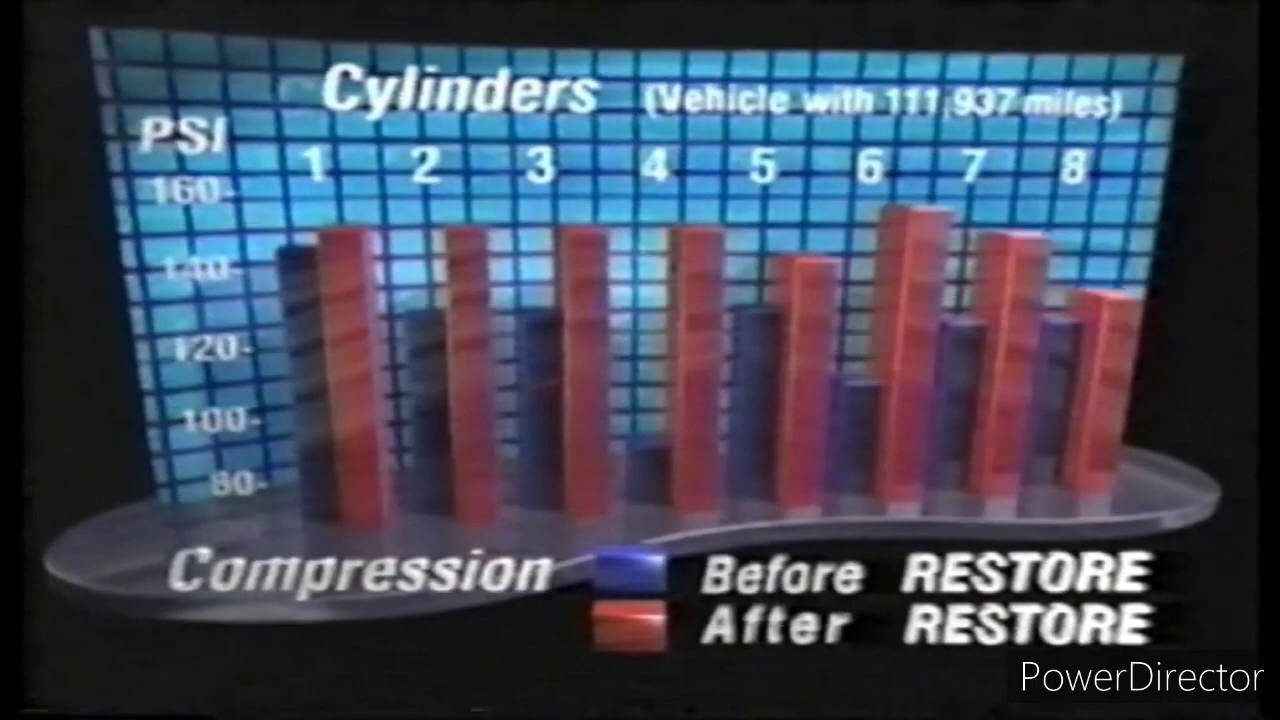 Cylinders (Vehicle with 111,937 miles)
PSI
1 2 3 4 5 6 7 8
160-
140-
120-
100-
80-
Compression
Before RESTORE
After RESTORE
PowerDirector